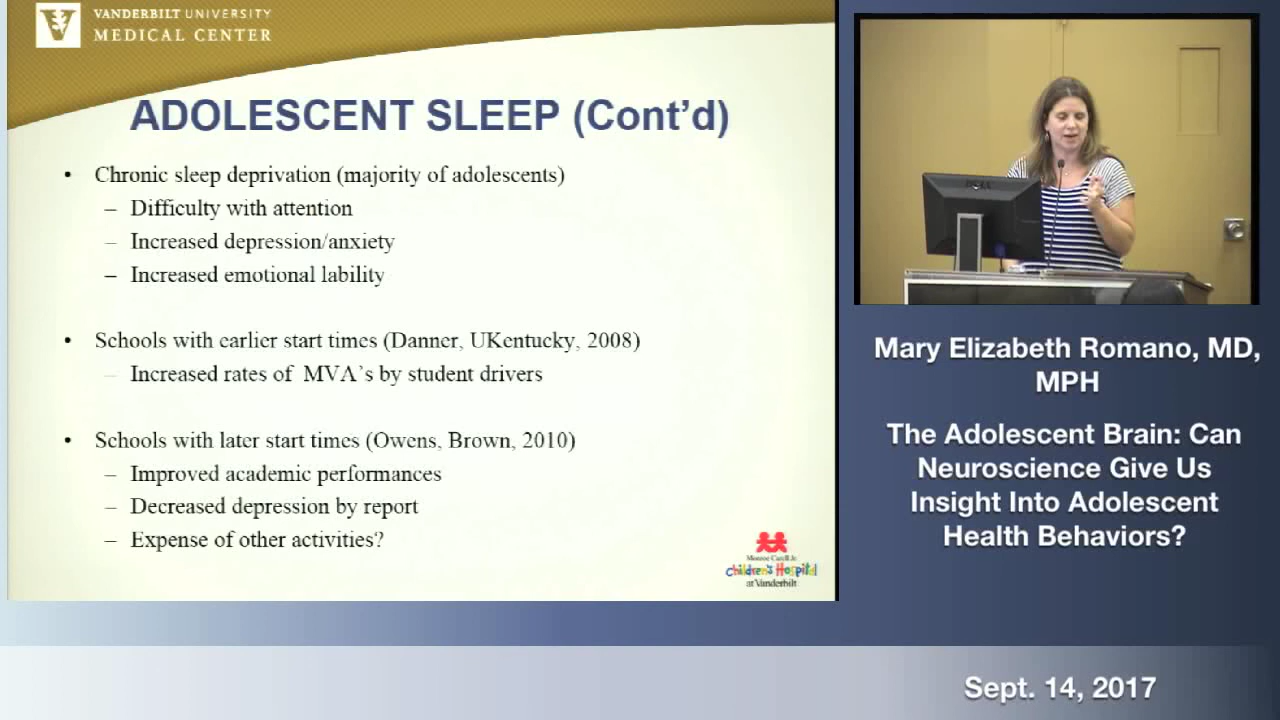 VANDERBILT UNIVERSITY
MEDICAL CENTER
ADOLESCENT SLEEP (Cont’d)
• Chronic sleep deprivation (majority of adolescents)
– Difficulty with attention
– Increased depression/anxiety
– Increased emotional lability
• Schools with earlier start times (Danner, UKentucky, 2008)
– Increased rates of MVA’s by student drivers
• Schools with later start times (Owens, Brown, 2010)
– Improved academic performances
– Decreased depression by report
– Expense of other activities?
Monroe Carell Jr.
Children's Hospital
at Vanderbilt
DELL
Mary Elizabeth Romano, MD,
MPH
The Adolescent Brain: Can
Neuroscience Give Us
Insight Into Adolescent
Health Behaviors?
Sept. 14, 2017